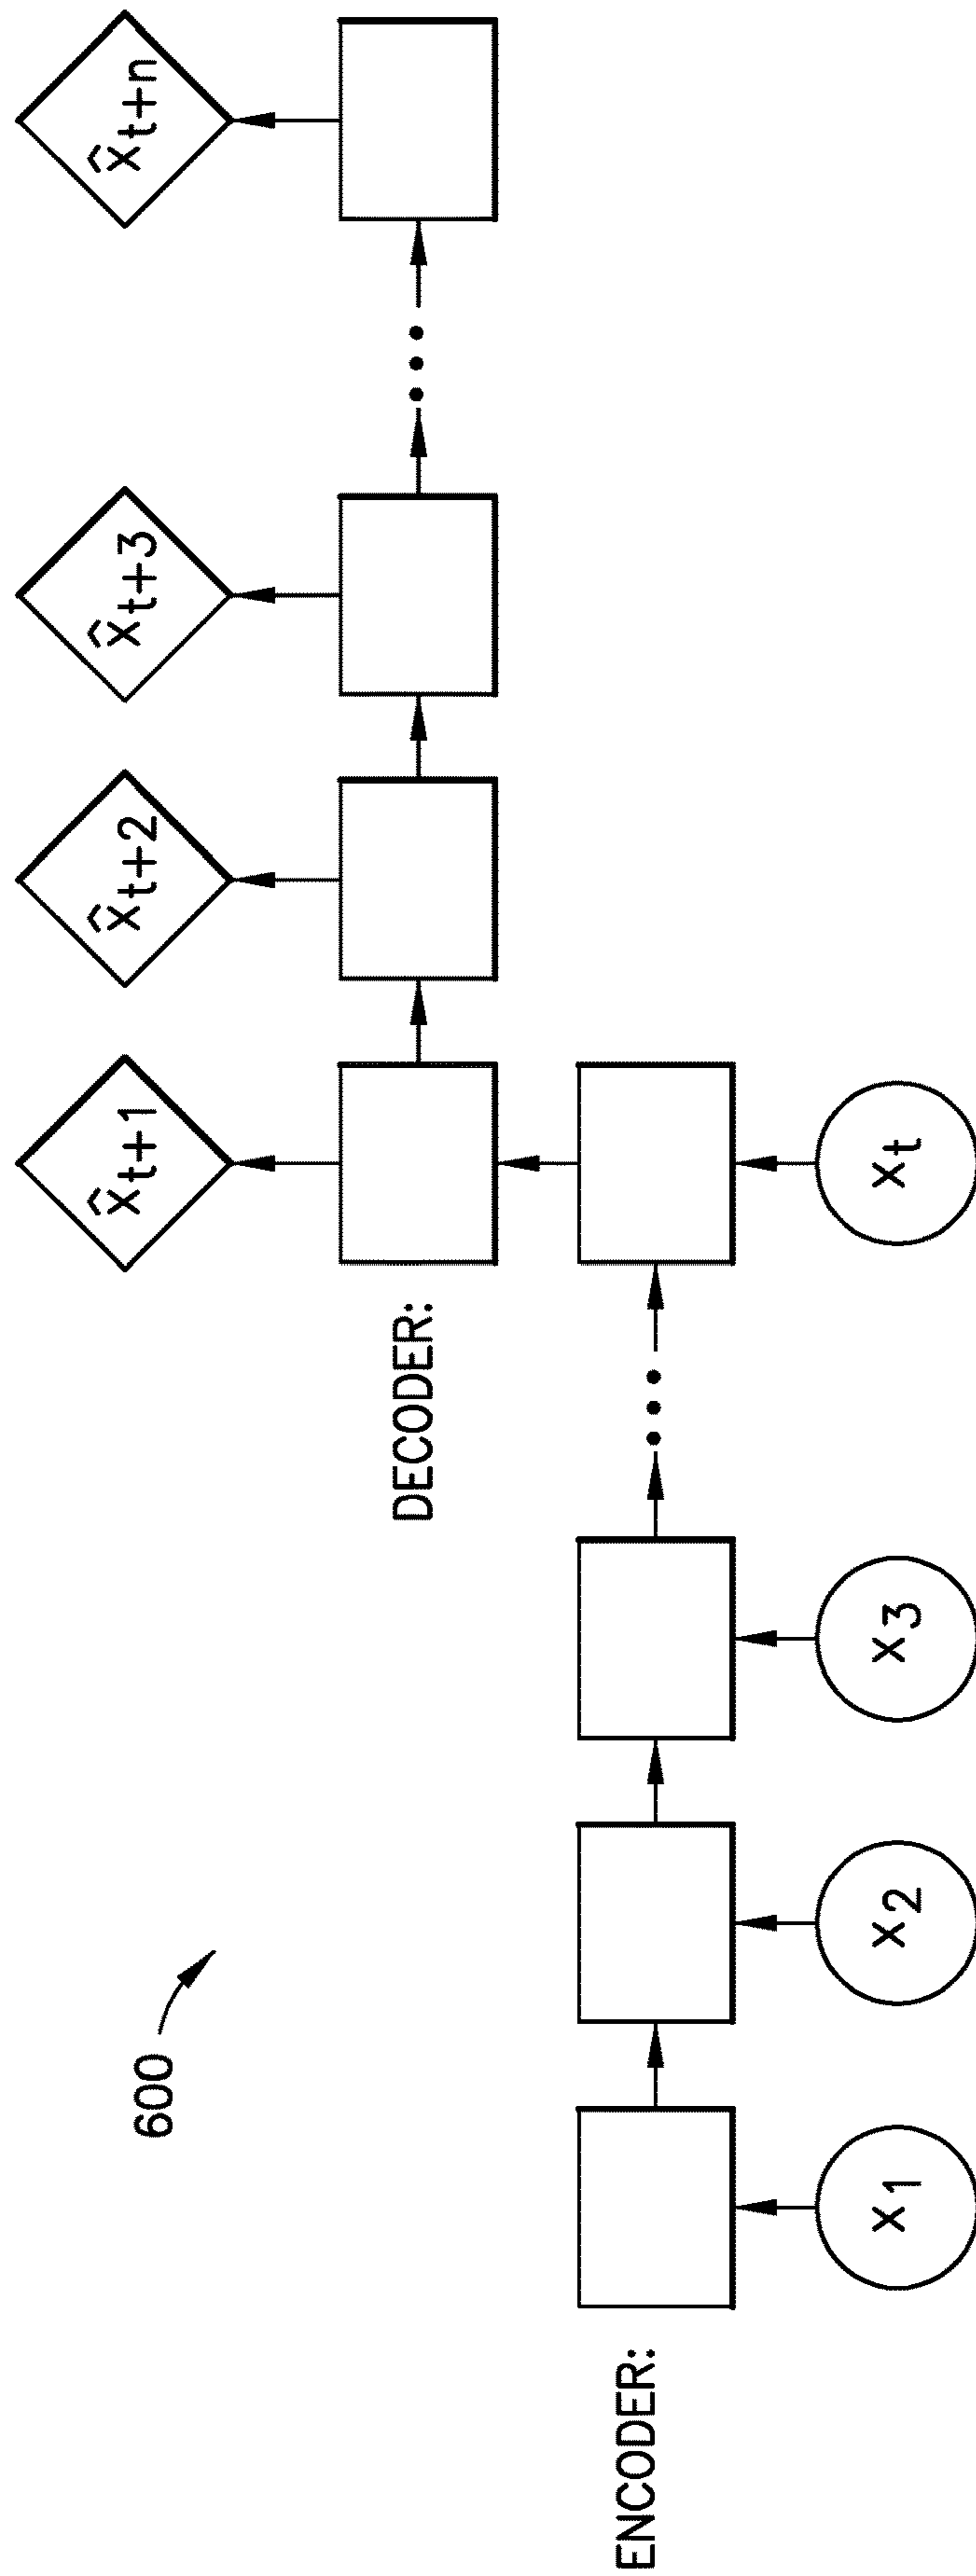 600
x̂t+1
x̂t+2
x̂t+3
x̂t+n
DECODER:
ENCODER:
x1
x2
x3
xt